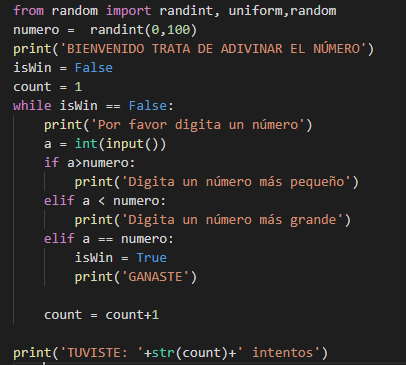 from random import randint, uniform,random
numero =  randint(0,100)
print('BIENVENIDO TRATA DE ADIVINAR EL NÚMERO')
isWin = False
count = 1
while isWin == False:
    print('Por favor digita un número')
    a = int(input())
    if a>numero:
        print('Digita un número más pequeño')
    elif a < numero:
        print('Digita un número más grande')
    elif a == numero:
        isWin = True
        print('GANASTE')
    count = count+1
print('TUVISTE: '+str(count)+' intentos')